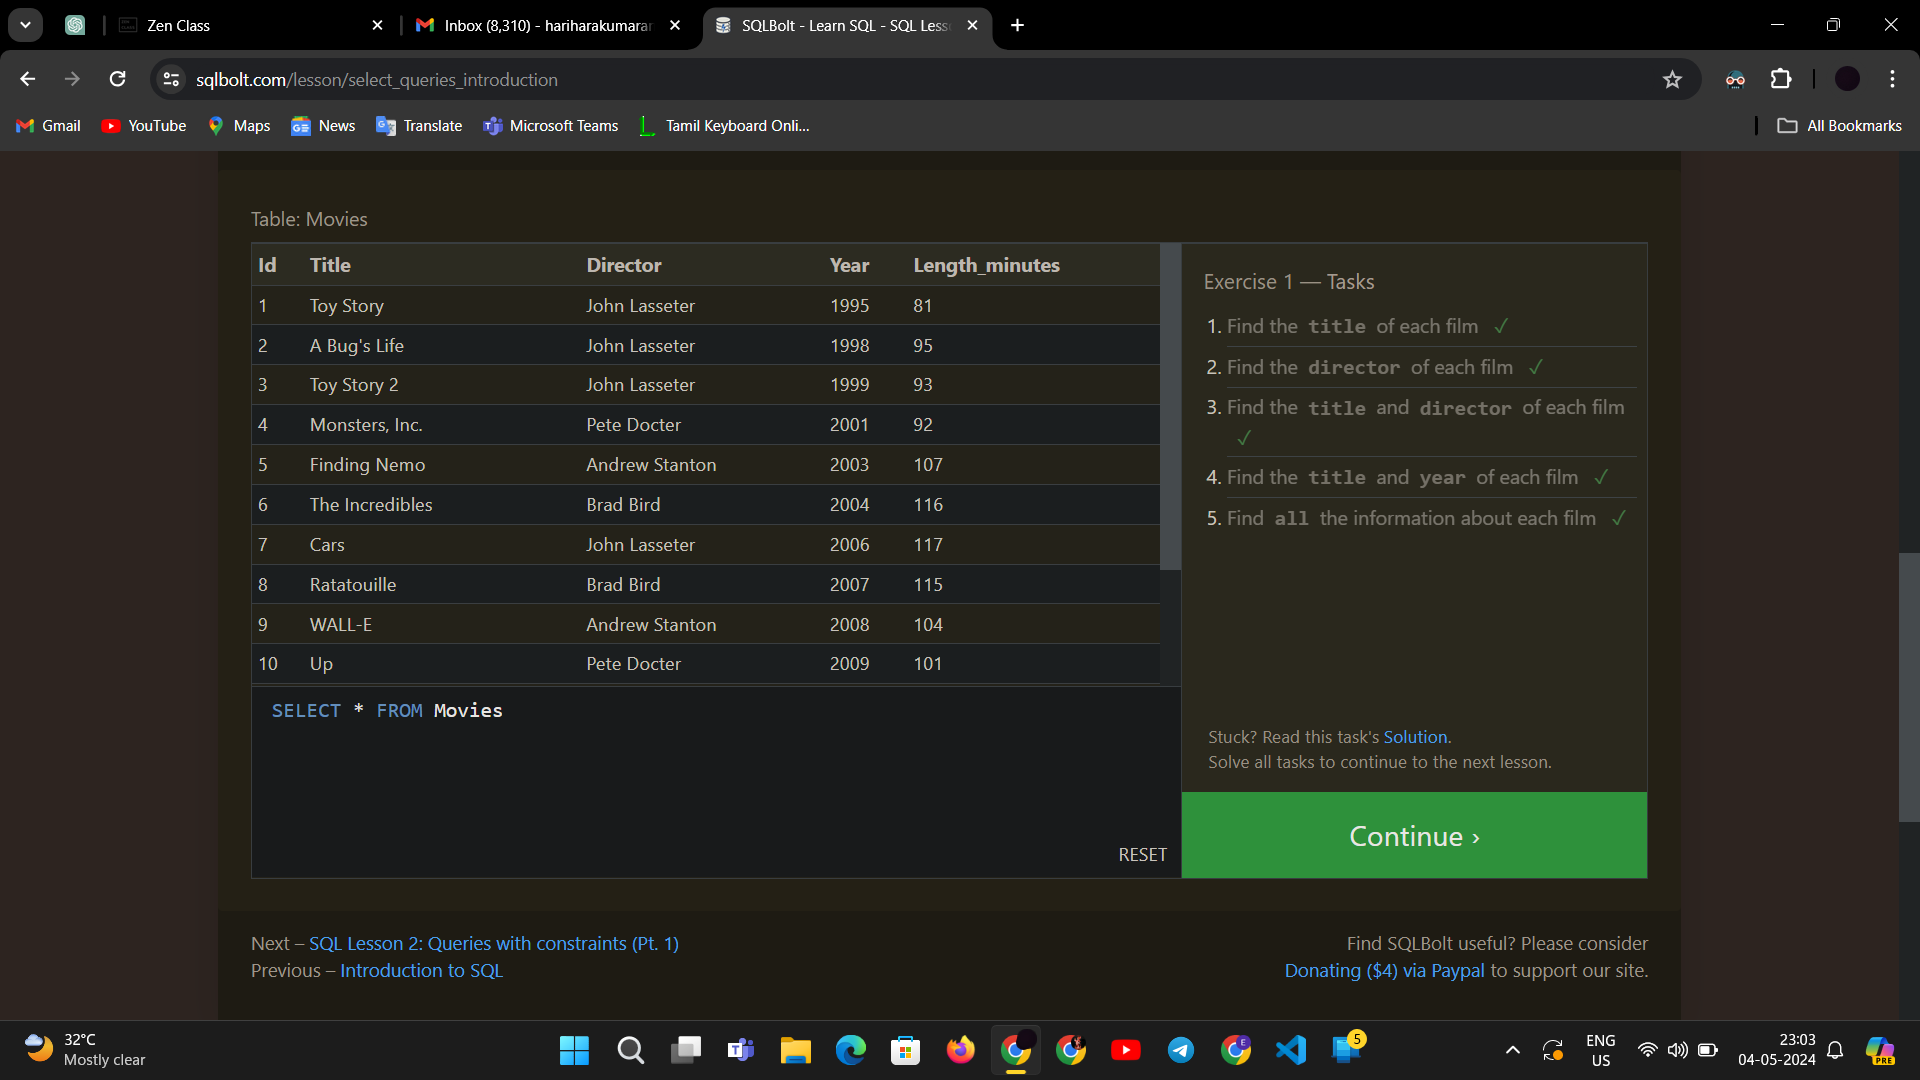 Zen Class
Inbox (8,310) - hariharakumarar
SQLBolt - Learn SQL - SQL Less
sqlbolt.com/lesson/select_queries_introduction
Gmail YouTube Maps News Translate Microsoft Teams Tamil Keyboard Onli... All Bookmarks
Table: Movies
Id Title Director Year Length_minutes
1 Toy Story John Lasseter 1995 81
2 A Bug's Life John Lasseter 1998 95
3 Toy Story 2 John Lasseter 1999 93
4 Monsters, Inc. Pete Docter 2001 92
5 Finding Nemo Andrew Stanton 2003 107
6 The Incredibles Brad Bird 2004 116
7 Cars John Lasseter 2006 117
8 Ratatouille Brad Bird 2007 115
9 WALL-E Andrew Stanton 2008 104
10 Up Pete Docter 2009 101
SELECT * FROM Movies
RESET
Exercise 1 — Tasks
1. Find the title of each film ✓
2. Find the director of each film ✓
3. Find the title and director of each film
✓
4. Find the title and year of each film ✓
5. Find all the information about each film ✓
Stuck? Read this task's Solution.
Solve all tasks to continue to the next lesson.
Continue ›
Next – SQL Lesson 2: Queries with constraints (Pt. 1)
Previous – Introduction to SQL
Find SQLBolt useful? Please consider
Donating ($4) via Paypal to support our site.
32°C
Mostly clear
5
ENG
US
23:03
04-05-2024
PRE